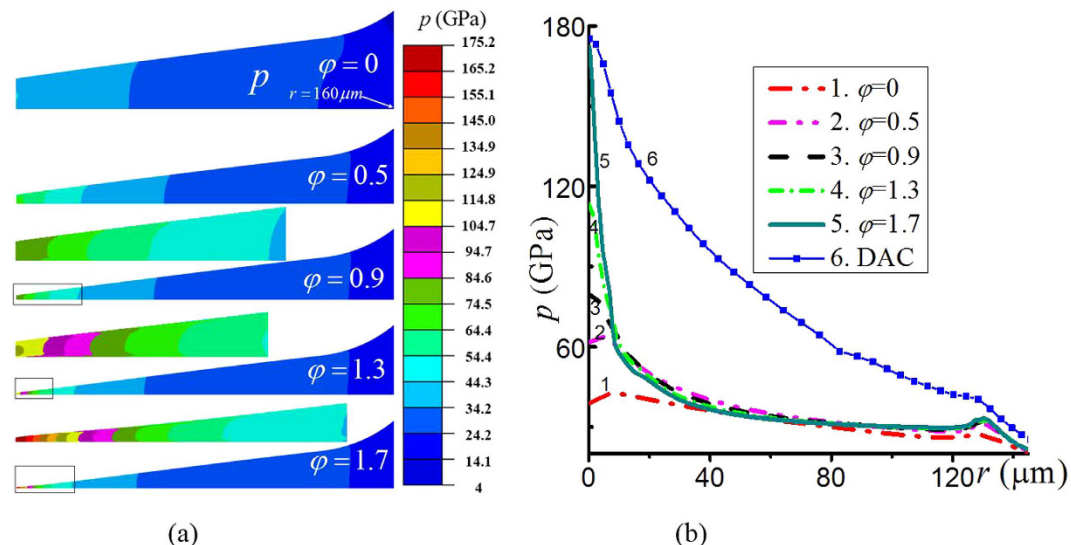 p (GPa)
φ = 0
p
r = 160 μm
φ = 0.5
φ = 0.9
φ = 1.3
φ = 1.7
175.2
165.2
155.1
145.0
134.9
124.9
114.8
104.7
94.7
84.6
74.5
64.4
54.4
44.3
34.2
24.2
14.1
4
(a)
180
120
60
p (GPa)
0
40
80
120
r (μm)
1. φ=0
2. φ=0.5
3. φ=0.9
4. φ=1.3
5. φ=1.7
6. DAC
5
6
4
3
2
1
(b)